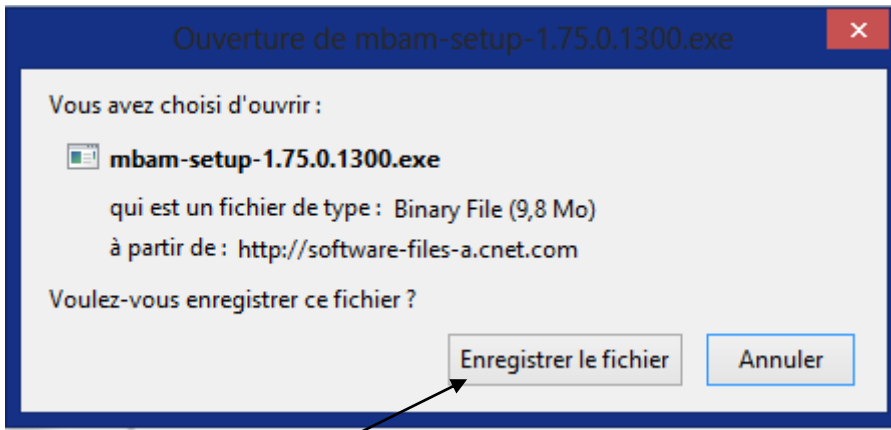 Ouverture de mbam-setup-1.75.0.1300.exe
Vous avez choisi d'ouvrir :
mbam-setup-1.75.0.1300.exe
qui est un fichier de type : Binary File (9,8 Mo)
à partir de : http://software-files-a.cnet.com
Voulez-vous enregistrer ce fichier ?
Enregistrer le fichier Annuler